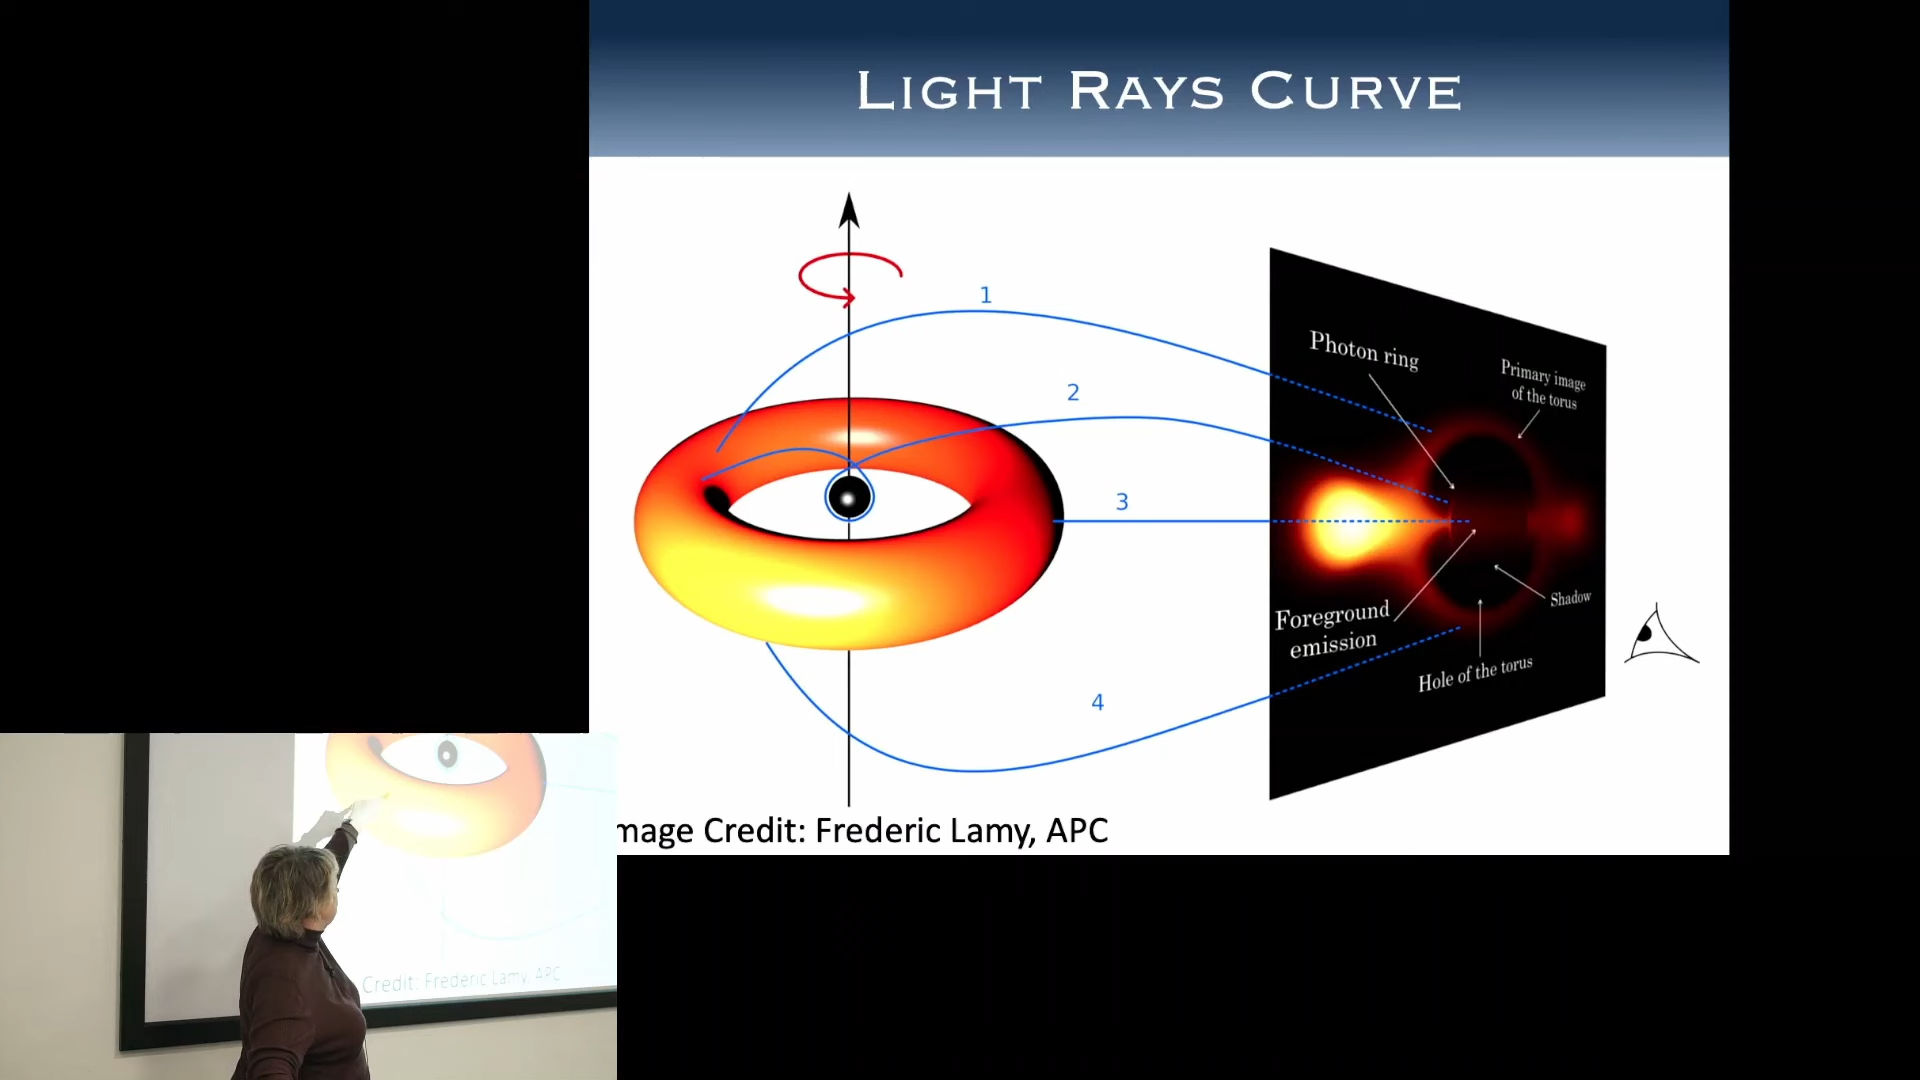 LIGHT RAYS CURVE
1
2
3
4
Photon ring
Primary image
of the torus
Foreground
emission
Shadow
Hole of the torus
mage Credit: Frederic Lamy, APC
Credit: Frederic Lamy, APC